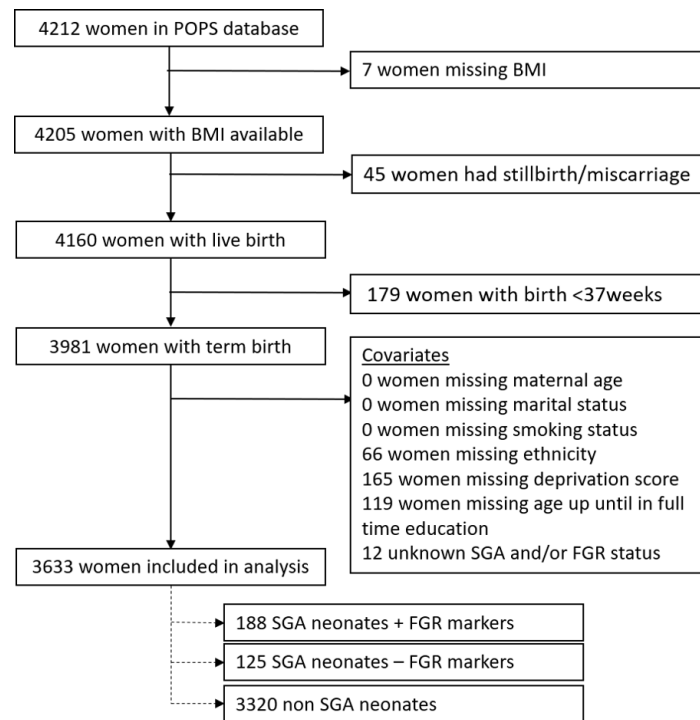 4212 women in POPS database
7 women missing BMI
4205 women with BMI available
45 women had stillbirth/miscarriage
4160 women with live birth
179 women with birth <37weeks
3981 women with term birth
Covariates
0 women missing maternal age
0 women missing marital status
0 women missing smoking status
66 women missing ethnicity
165 women missing deprivation score
119 women missing age up until in full
time education
12 unknown SGA and/or FGR status
3633 women included in analysis
188 SGA neonates + FGR markers
125 SGA neonates – FGR markers
3320 non SGA neonates